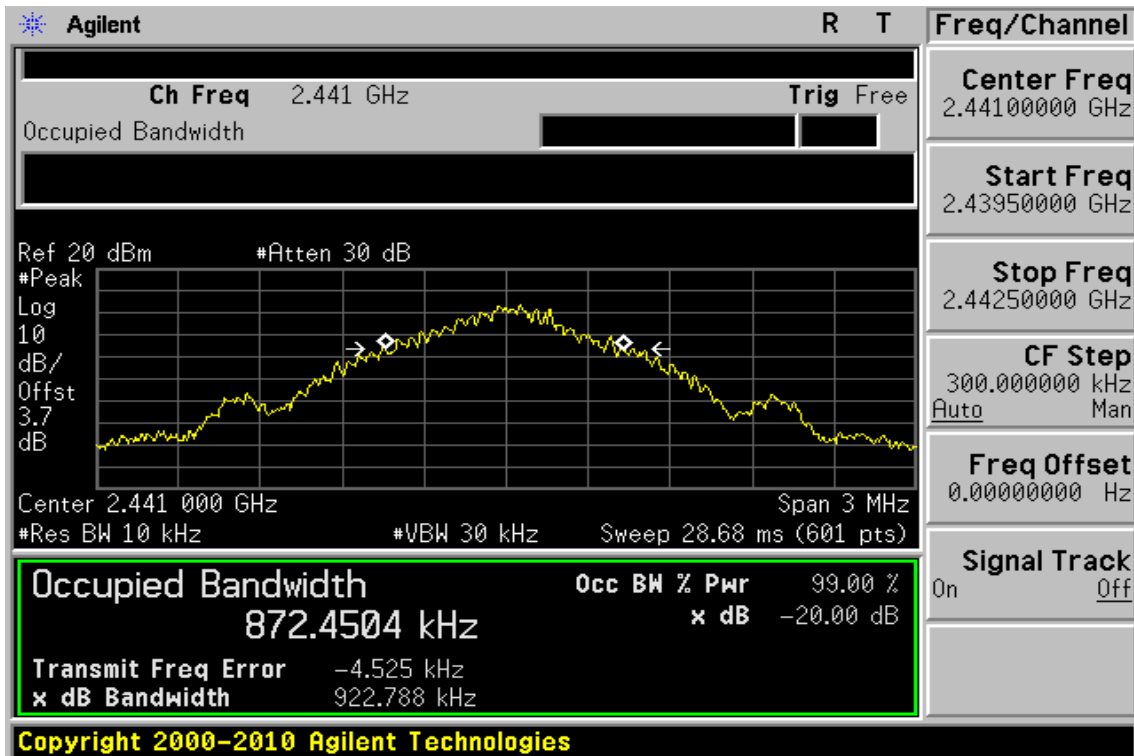 Agilent R T
Ch Freq 2.441 GHz Trig Free
Occupied Bandwidth
Ref 20 dBm #Atten 30 dB
#Peak
Log
10
dB/
Offst
3.7
dB
Center 2.441 000 GHz Span 3 MHz
#Res BW 10 kHz #VBW 30 kHz Sweep 28.68 ms (601 pts)
Occupied Bandwidth
872.4504 kHz
Occ BW % Pwr 99.00 %
x dB -20.00 dB
Transmit Freq Error -4.525 kHz
x dB Bandwidth 922.788 kHz
Copyright 2000-2010 Agilent Technologies
Freq/Channel
Center Freq
2.44100000 GHz
Start Freq
2.43950000 GHz
Stop Freq
2.44250000 GHz
CF Step
300.000000 kHz
Auto Man
Freq Offset
0.00000000 Hz
Signal Track
On Off